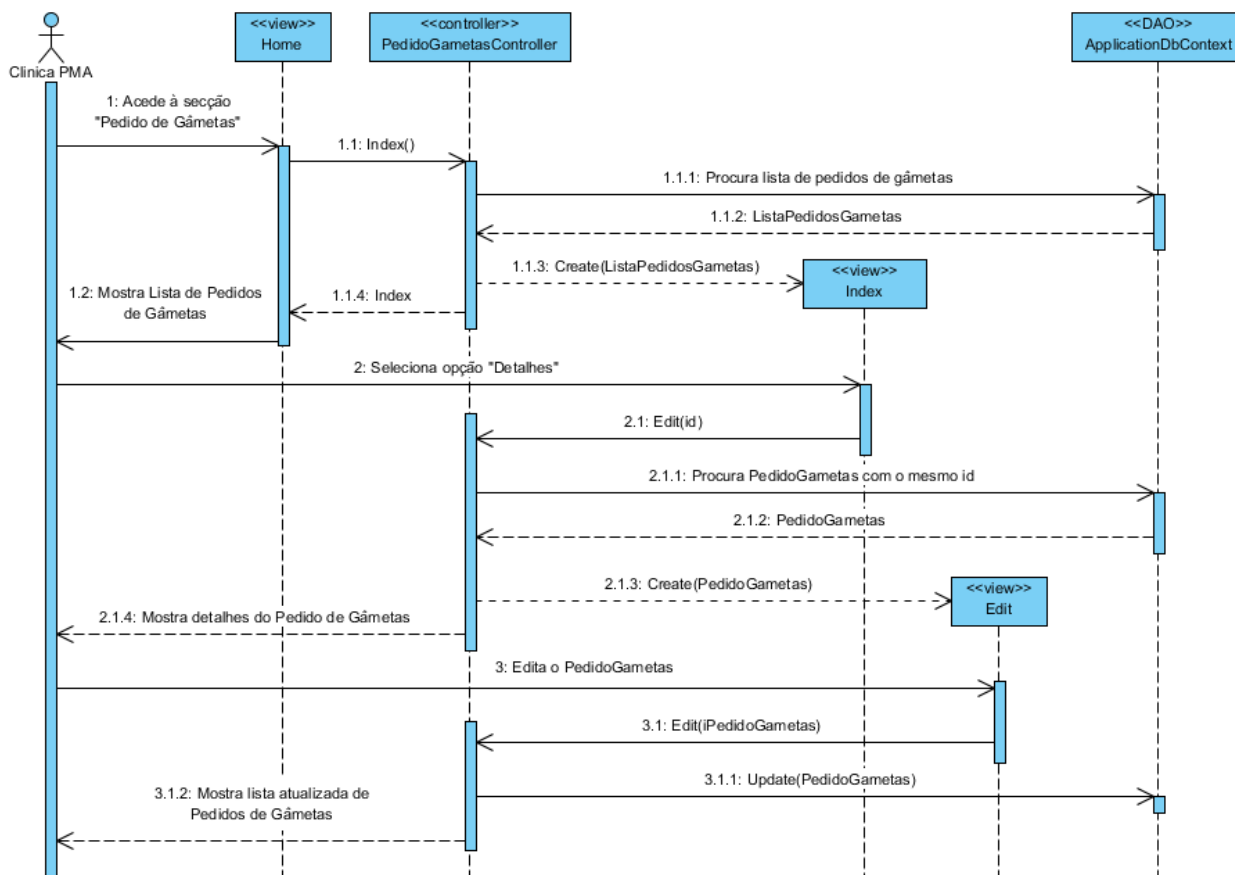 <<view>>
Home
<<controller>>
PedidoGametasController
<<DAO>>
ApplicationDbContext
Clinica PMA
1: Acede à secção
"Pedido de Gâmetas"
1.1: Index()
1.1.1: Procura lista de pedidos de gâmetas
1.1.2: ListaPedidosGametas
1.1.3: Create(ListaPedidosGametas)
<<view>>
Index
1.1.4: Index
1.2: Mostra Lista de Pedidos
de Gâmetas
2: Seleciona opção "Detalhes"
2.1: Edit(id)
2.1.1: Procura PedidoGametas com o mesmo id
2.1.2: PedidoGametas
2.1.3: Create(PedidoGametas)
<<view>>
Edit
2.1.4: Mostra detalhes do Pedido de Gâmetas
3: Edita o PedidoGametas
3.1: Edit(iPedidoGametas)
3.1.1: Update(PedidoGametas)
3.1.2: Mostra lista atualizada de
Pedidos de Gâmetas